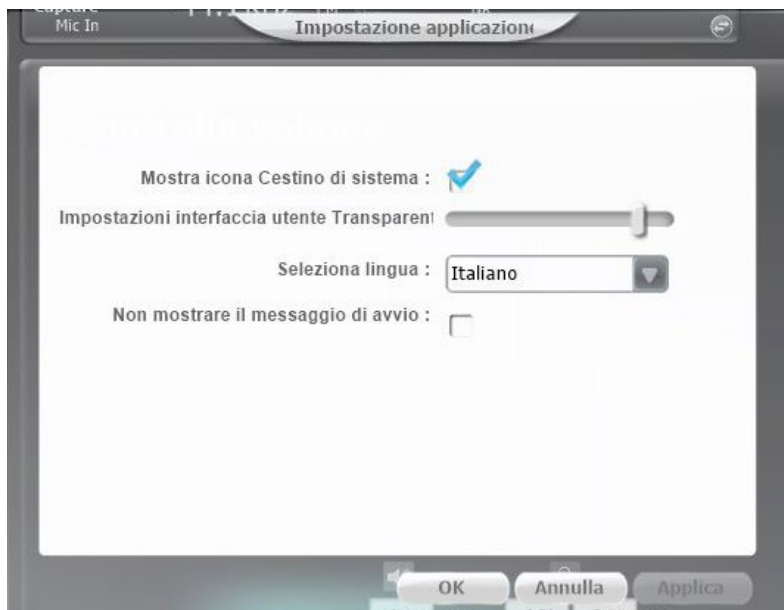 Capture
Mic In
Impostazione applicazion
Mostra icona Cestino di sistema :
Impostazioni interfaccia utente Transparent
Seleziona lingua :
Italiano
Non mostrare il messaggio di avvio :
OK
Annulla
Applica